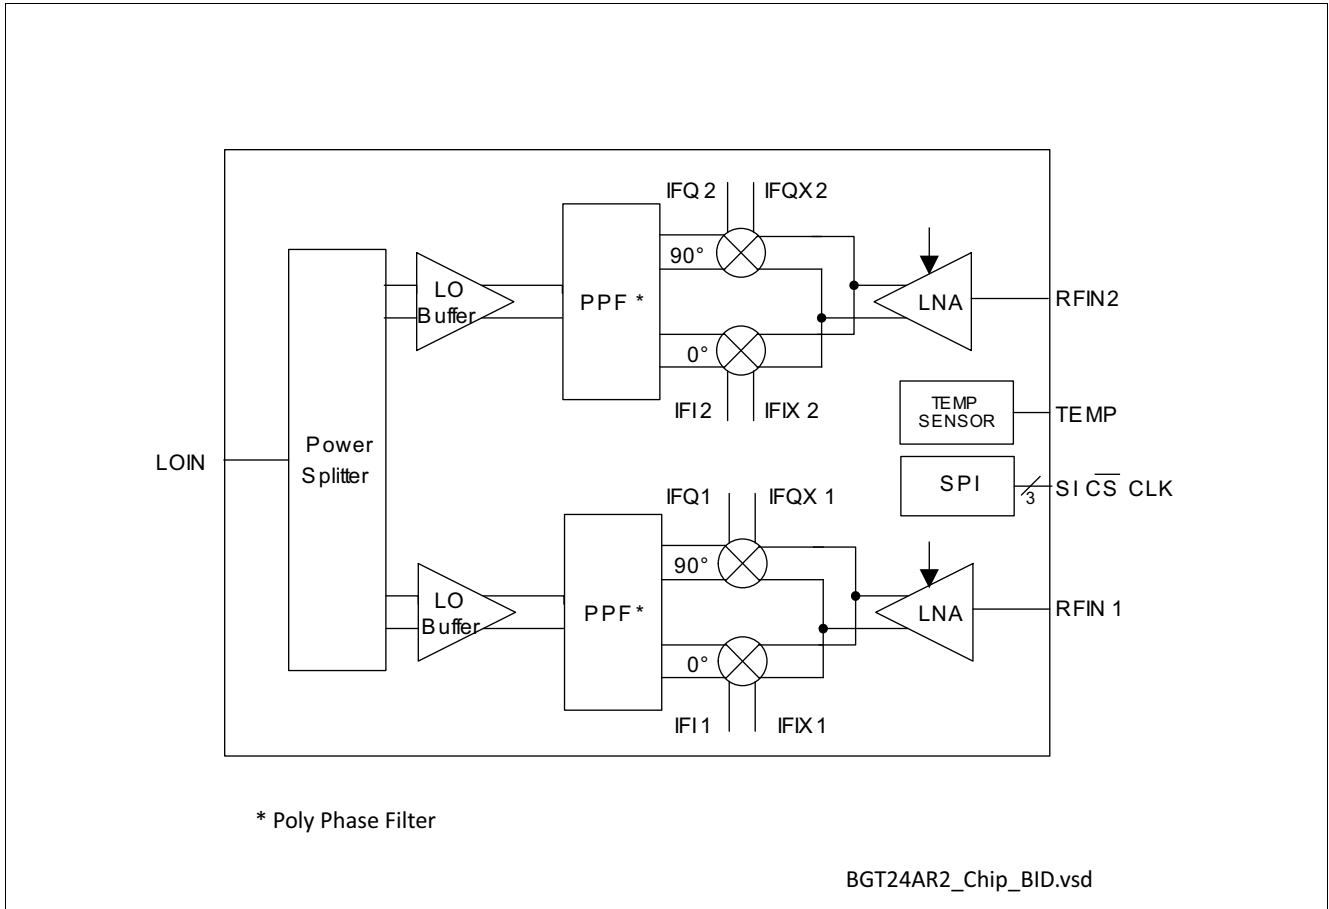 IFQ 2
IFQX 2
90°
LO
Buffer
PPF *
LNA
RFIN2
0°
IFI 2
IFIX 2
TEMP
SENSOR
TEMP
Power
Splitter
LOIN
SPI
3
SI CS CLK
IFQ1
IFQX 1
90°
LO
Buffer
PPF *
LNA
RFIN 1
0°
IFI 1
IFIX 1
* Poly Phase Filter
BGT24AR2_Chip_BID.vsd